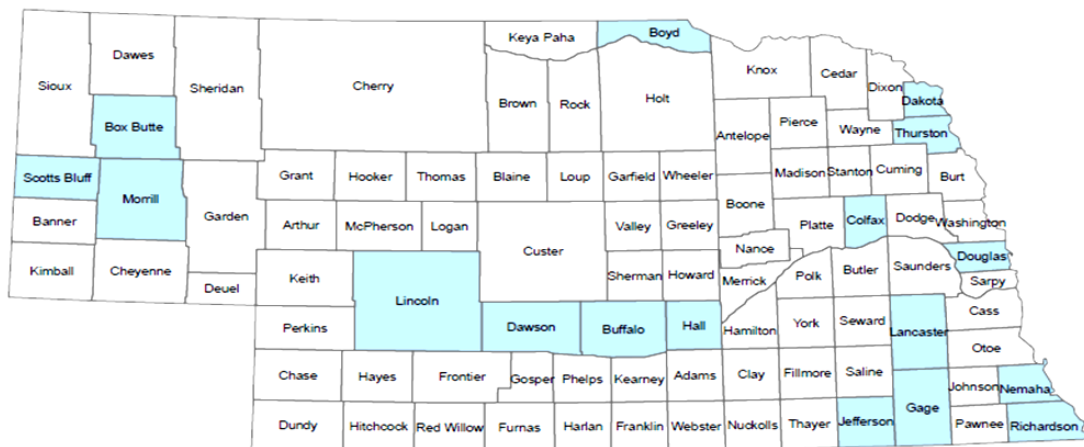 Keya Paha
Boyd
Dawes
Knox
Cedar
Sioux
Sheridan
Cherry
Dixon
Brown
Rock
Holt
Dakota
Box Butte
Pierce
Wayne
Thurston
Antelope
Scotts Bluff
Grant
Hooker
Thomas
Blaine
Loup
Garfield
Wheeler
Madison
Stanton
Cuming
Burt
Morrill
Garden
Boone
Banner
Arthur
McPherson
Logan
Custer
Valley
Greeley
Platte
Colfax
Dodge
Washington
Nance
Kimball
Cheyenne
Keith
Sherman
Howard
Merrick
Polk
Butler
Saunders
Douglas
Deuel
Lincoln
Sarpy
Perkins
Dawson
Buffalo
Hall
Hamilton
York
Seward
Lancaster
Cass
Otoe
Chase
Hayes
Frontier
Gosper
Phelps
Kearney
Adams
Clay
Fillmore
Saline
Johnson
Nemaha
Gage
Dundy
Hitchcock
Red Willow
Furnas
Harlan
Franklin
Webster
Nuckolls
Thayer
Jefferson
Pawnee
Richardson